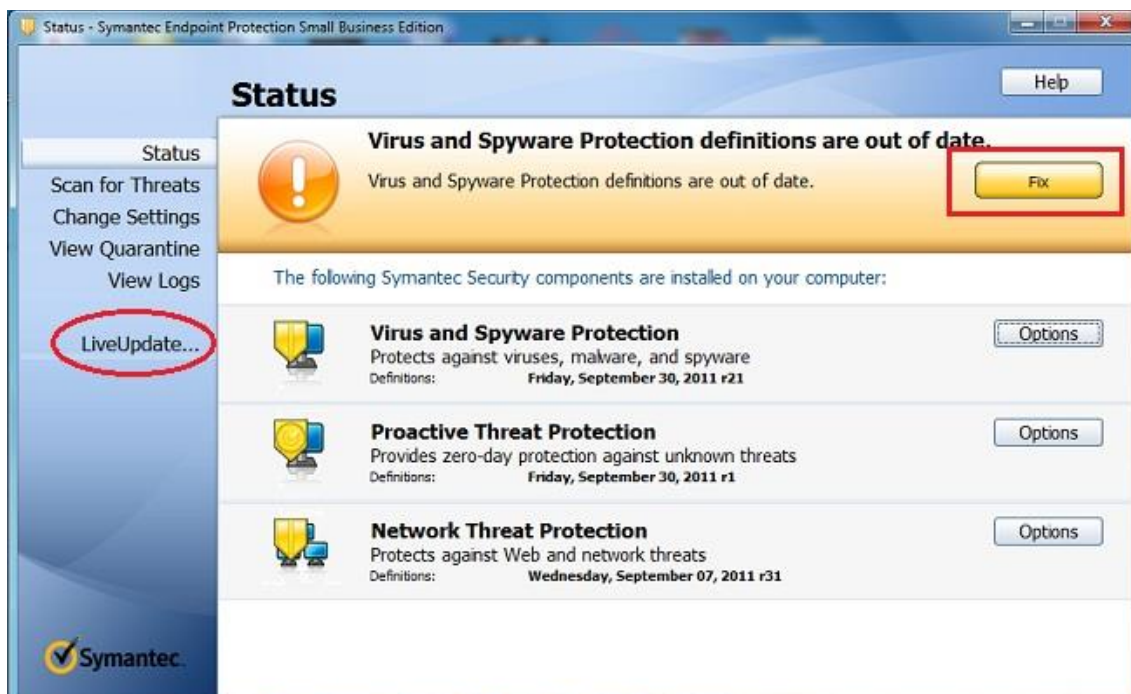 Status - Symantec Endpoint Protection Small Business Edition
Help
Status
Status
Scan for Threats
Change Settings
View Quarantine
View Logs
LiveUpdate...
Virus and Spyware Protection definitions are out of date.
Virus and Spyware Protection definitions are out of date.
Fix
The following Symantec Security components are installed on your computer:
Virus and Spyware Protection
Options
Protects against viruses, malware, and spyware
Definitions: Friday, September 30, 2011 r21
Proactive Threat Protection
Options
Provides zero-day protection against unknown threats
Definitions: Friday, September 30, 2011 r1
Network Threat Protection
Options
Protects against Web and network threats
Definitions: Wednesday, September 07, 2011 r31
Symantec.